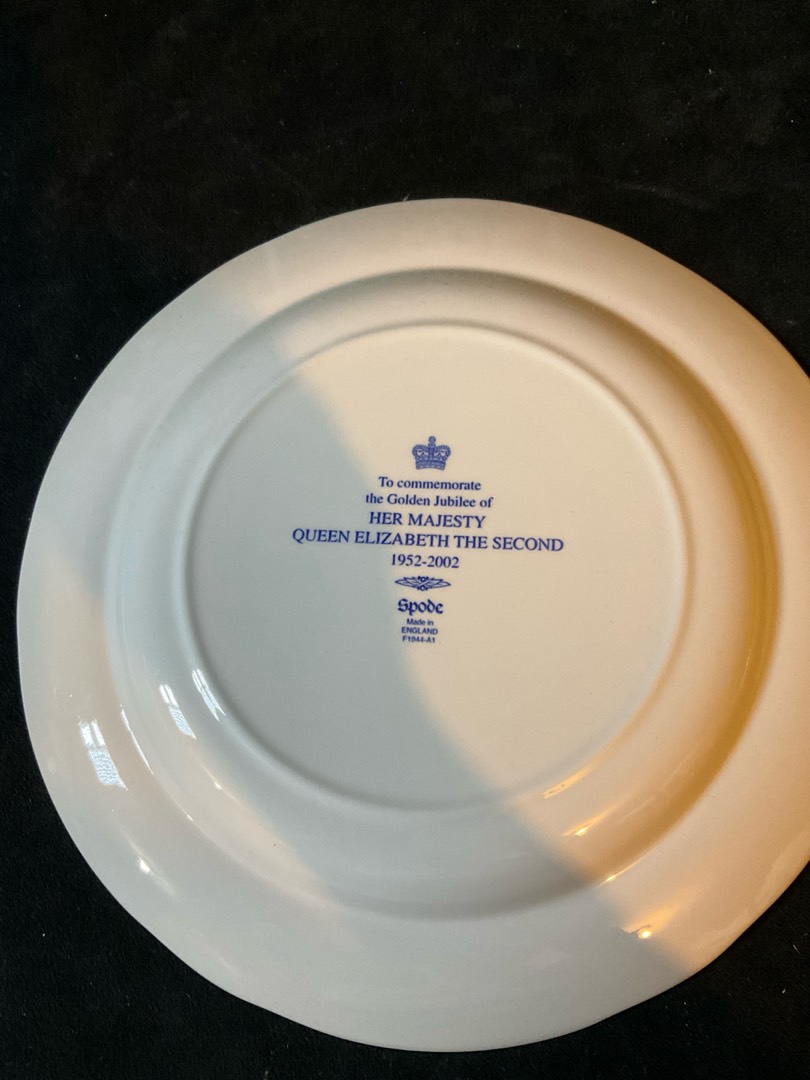 To commemorate
the Golden Jubilee of
HER MAJESTY
QUEEN ELIZABETH THE SECOND
1952-2002
Spode
Made in
ENGLAND
F1944-A1